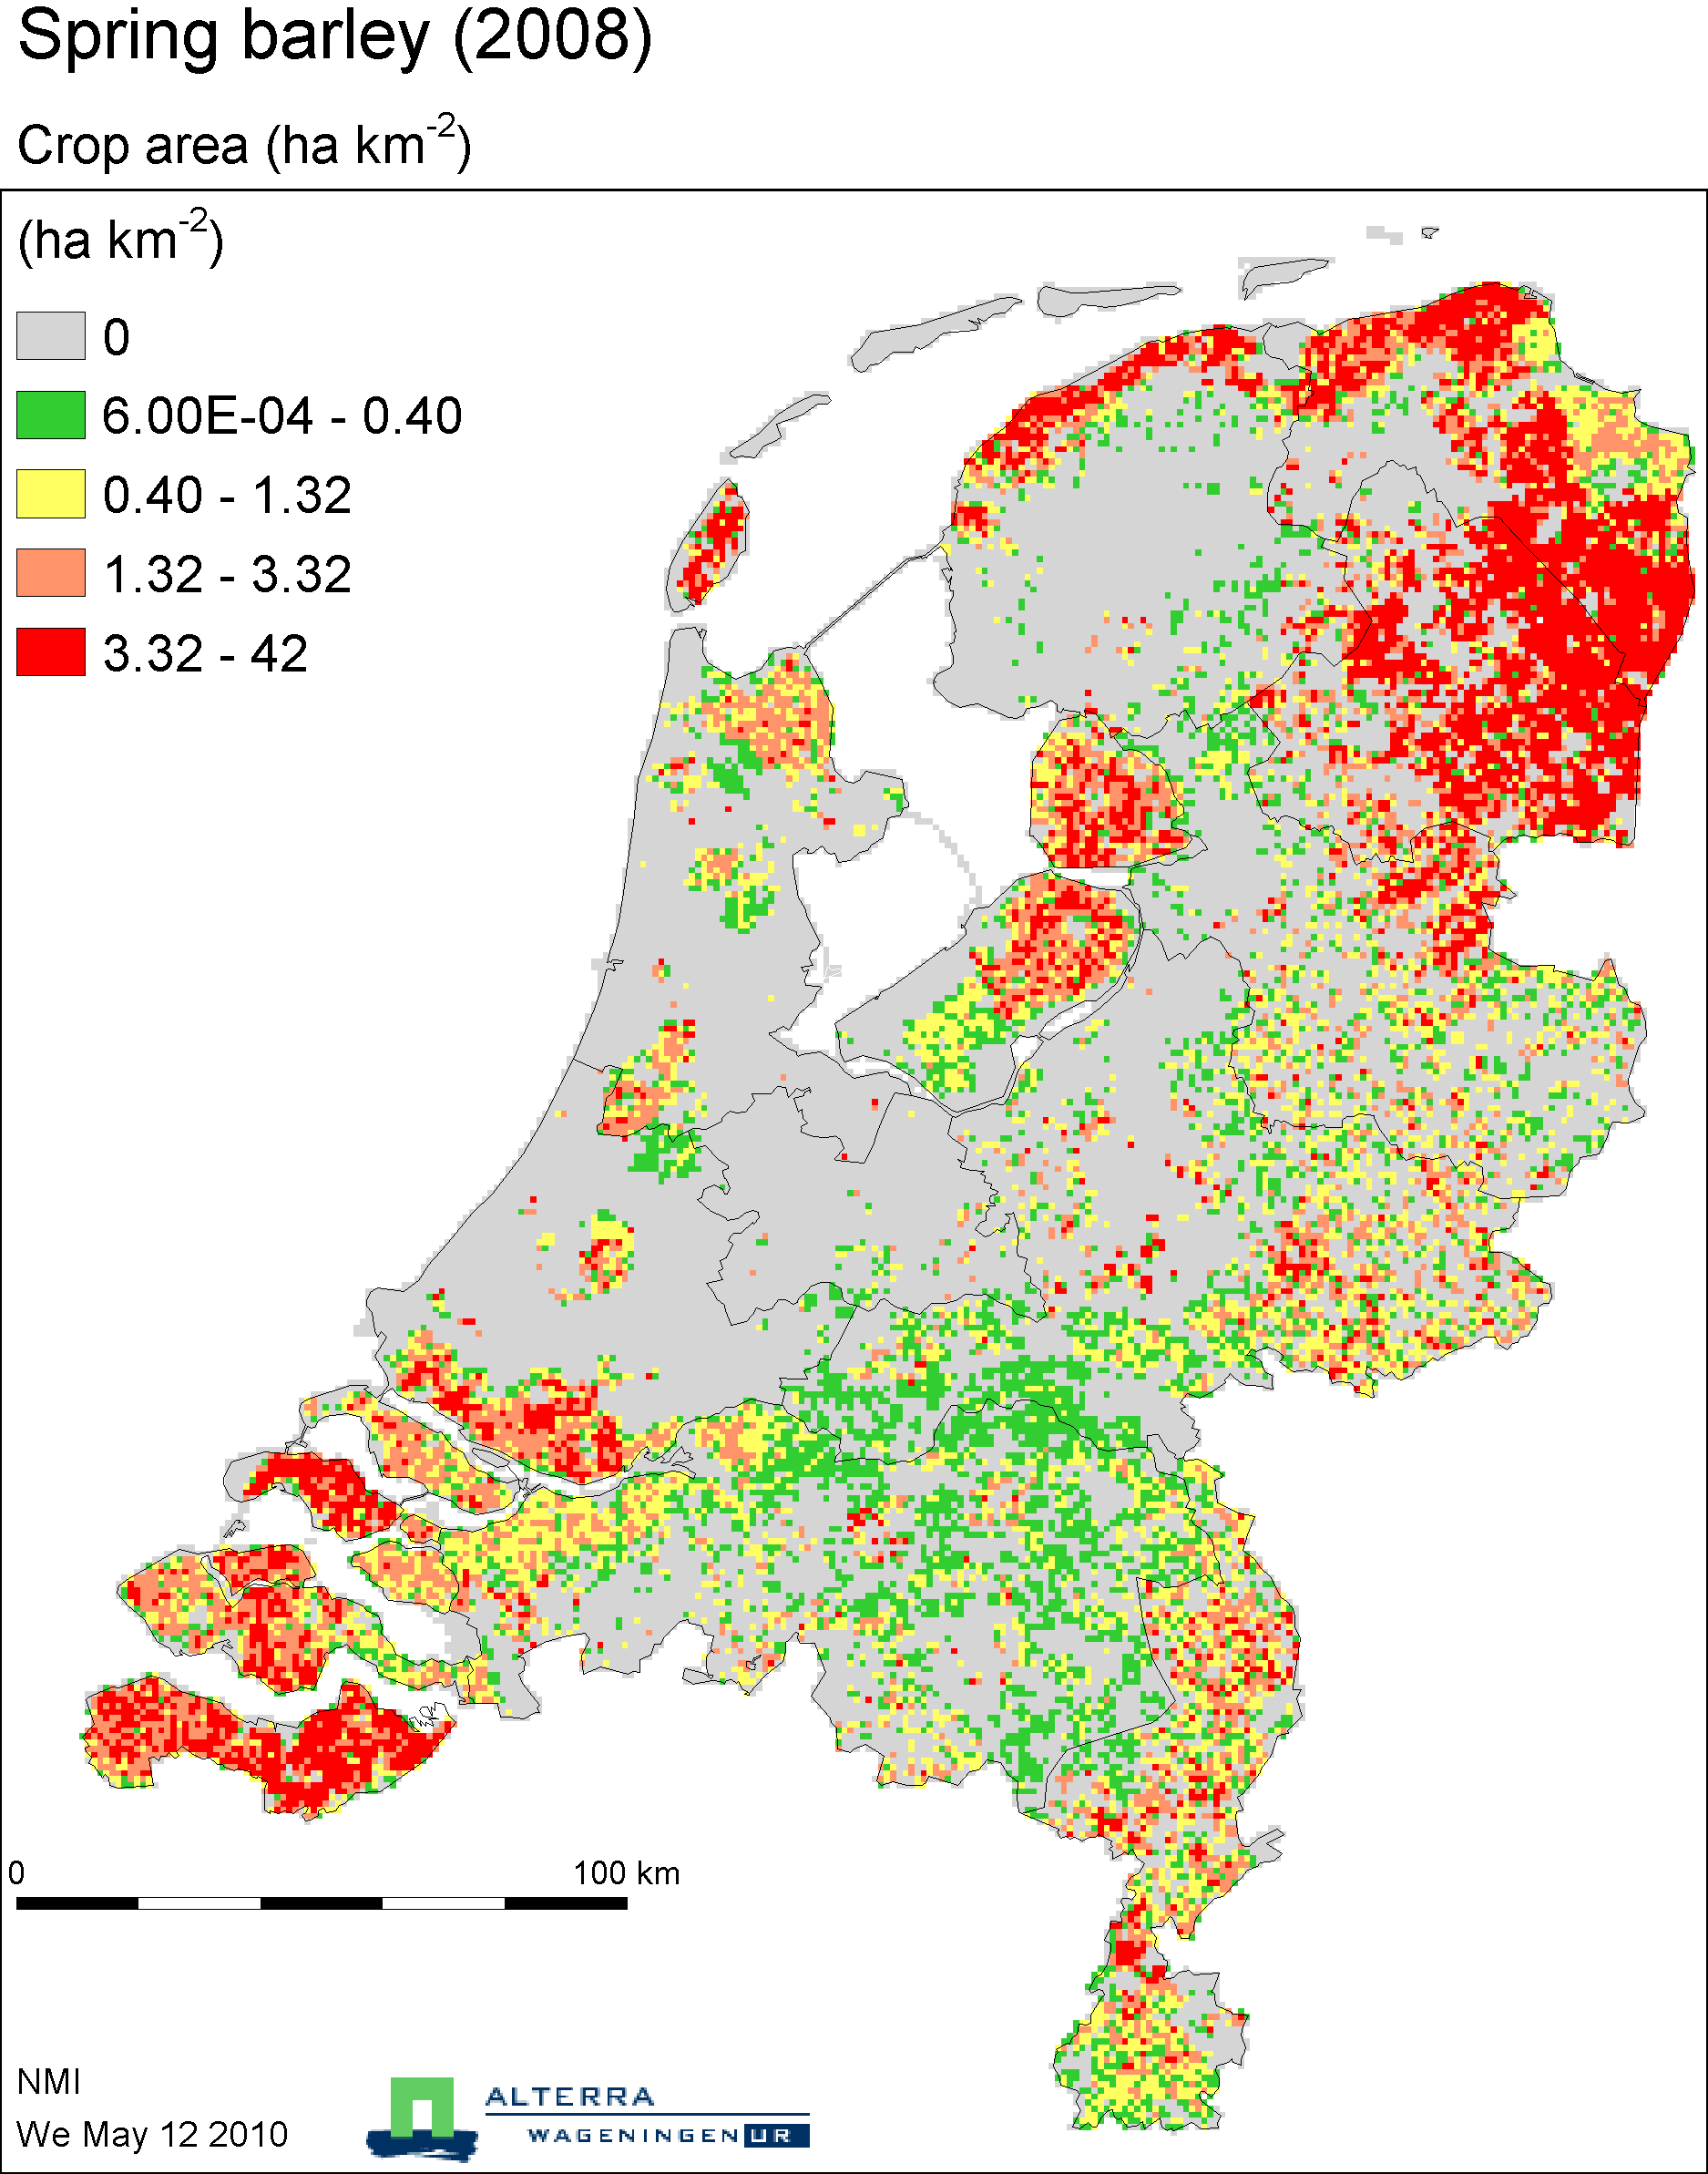 Spring barley (2008)
Crop area (ha km-2)
(ha km-2)
0
6.00E-04 - 0.40
0.40 - 1.32
1.32 - 3.32
3.32 - 42
0 100 km
NMI
We May 12 2010
ALTERRA
WAGENINGEN UR